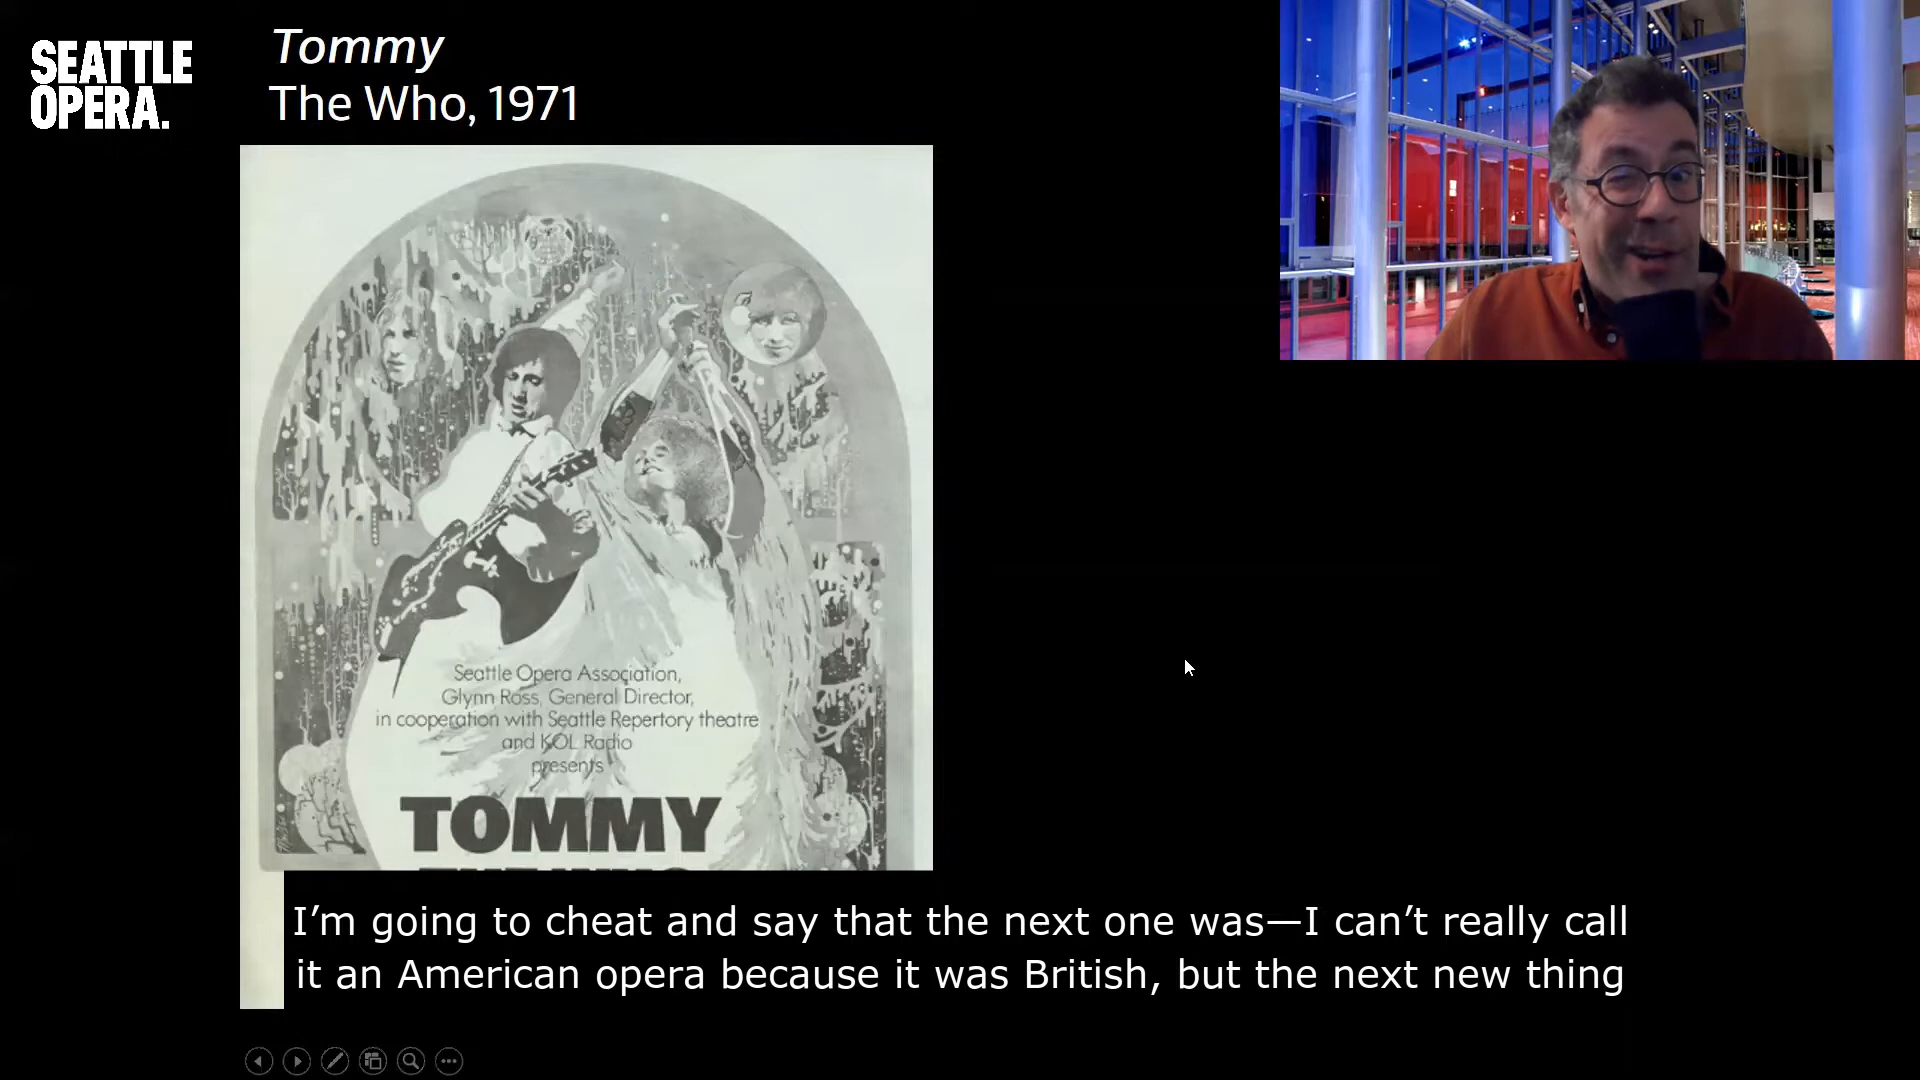 SEATTLE
OPERA.
Tommy
The Who, 1971
Seattle Opera Association,
Glynn Ross, General Director,
in cooperation with Seattle Repertory theatre
and KOL Radio
presents
TOMMY
I’m going to cheat and say that the next one was—I can’t really call
it an American opera because it was British, but the next new thing